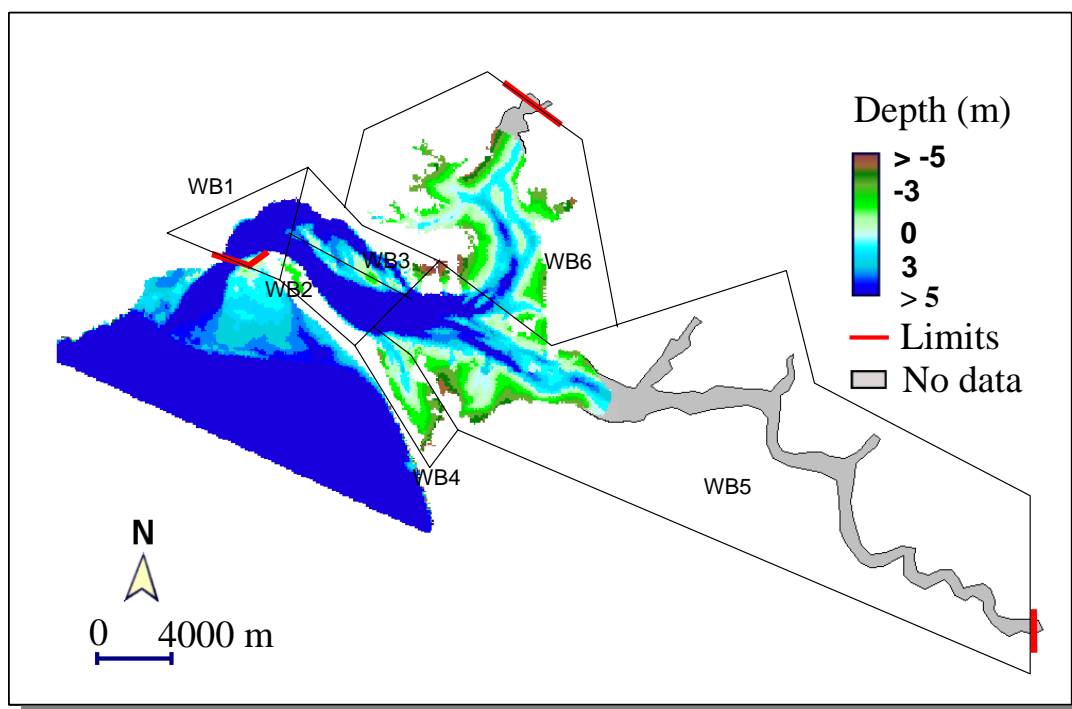 Depth (m)
> -5
-3
0
3
> 5
Limits
No data
WB1
WB2
WB3
WB6
WB4
WB5
N
0 4000 m